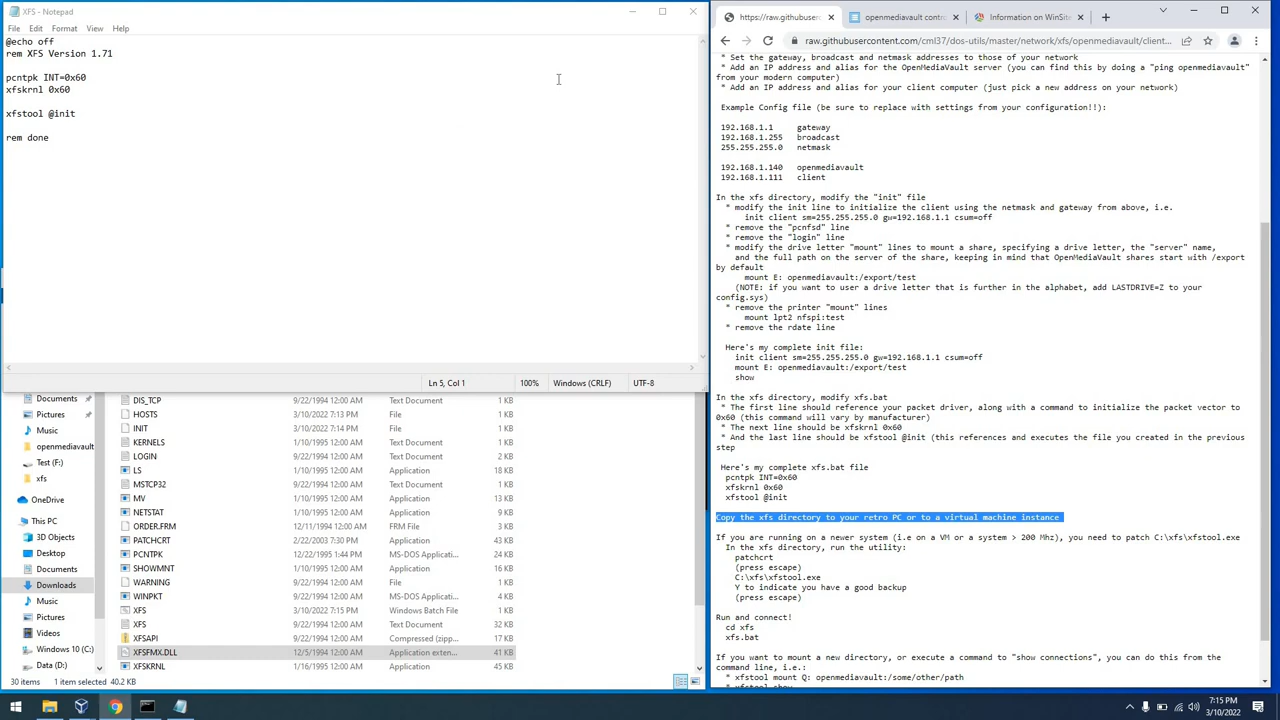 XFS - Notepad
File Edit Format View Help
@echo off
rem XFS Version 1.71
pcntpk INT=0x60
xfskrnl 0x60
xfstool @init
rem done
Ln 5, Col 1 100% Windows (CRLF) UTF-8
Documents
Pictures
Music
openmediavault
Test (F:)
xfs
OneDrive
This PC
3D Objects
Desktop
Documents
Downloads
Music
Pictures
Videos
Windows 10 (C:)
Data (D:)
DIS_TCP 9/22/1994 12:00 AM Text Document 1 KB
HOSTS 3/10/2022 7:13 PM File 1 KB
INIT 3/10/2022 7:14 PM File 1 KB
KERNELS 1/10/1995 12:00 AM Text Document 1 KB
LOGIN 9/22/1994 12:00 AM Text Document 2 KB
LS 1/10/1995 12:00 AM Application 18 KB
MSTCP32 9/22/1994 12:00 AM Text Document 1 KB
MV 1/10/1995 12:00 AM Application 13 KB
NETSTAT 1/10/1995 12:00 AM Application 9 KB
ORDER.FRM 12/11/1994 12:00 AM FRM File 3 KB
PATCHCRT 2/22/2003 7:30 PM Application 43 KB
PCNTPK 12/22/1995 1:44 PM MS-DOS Applicati... 5 KB
SHOWMNT 1/10/1995 12:00 AM Application 16 KB
WARNING 9/22/1994 12:00 AM File 3 KB
WINPKT 9/22/1994 12:00 AM MS-DOS Applicati... 4 KB
XFS 3/10/2022 7:15 PM Windows Batch File 1 KB
XFS 9/22/1994 12:00 AM Text Document 32 KB
XFSAPI 9/22/1994 12:00 AM Compressed (zipp... 17 KB
XFSFMX.DLL 12/5/1994 12:00 AM Application exten... 41 KB
XFSKRNL 1/16/1995 12:00 AM Application 45 KB
30 items 1 item selected 40.2 KB
https://raw.githubuserc openmediavault contr Information on WinSite
raw.githubusercontent.com/cml37/dos-utils/master/network/xfs/openmediavault/client...
* Set the gateway, broadcast and netmask addresses to those of your network
* Add an IP address and alias for the OpenMediaVault server (you can find this by doing a "ping openmediavault"
from your modern computer)
* Add an IP address and alias for your client computer (just pick a new address on your network)
Example Config file (be sure to replace with settings from your configuration!!):
192.168.1.1 gateway
192.168.1.255 broadcast
255.255.255.0 netmask
192.168.1.140 openmediavault
192.168.1.111 client
In the xfs directory, modify the "init" file
* modify the init line to initialize the client using the netmask and gateway from above, i.e.
init client sm=255.255.255.0 gw=192.168.1.1 csum=off
* remove the "pcnfsd" line
* remove the "login" line
* modify the drive letter "mount" lines to mount a share, specifying a drive letter, the "server" name,
and the full path on the server of the share, keeping in mind that OpenMediaVault shares start with /export
by default
mount E: openmediavault:/export/test
(NOTE: if you want to user a drive letter that is further in the alphabet, add LASTDRIVE=Z to your
config.sys)
* remove the printer "mount" lines
mount lpt2 nfspi:test
* remove the rdate line
Here's my complete init file:
init client sm=255.255.255.0 gw=192.168.1.1 csum=off
mount E: openmediavault:/export/test
show
In the xfs directory, modify xfs.bat
* The first line should reference your packet driver, along with a command to initialize the packet vector to
0x60 (this command will vary by manufacturer)
* The next line should be xfskrnl 0x60
* And the last line should be xfstool @init (this references and executes the file you created in the previous
step
Here's my complete xfs.bat file
pcntpk INT=0x60
xfskrnl 0x60
xfstool @init
Copy the xfs directory to your retro PC or to a virtual machine instance
If you are running on a newer system (i.e on a VM or a system > 200 Mhz), you need to patch C:\xfs\xfstool.exe
In the xfs directory, run the utility:
patchcrt
(press escape)
C:\xfs\xfstool.exe
Y to indicate you have a good backup
(press escape)
Run and connect!
cd xfs
xfs.bat
If you want to mount a new directory, or execute a command to "show connections", you can do this from the
command line, i.e.:
* xfstool mount Q: openmediavault:/some/other/path
* xfstool show
7:15 PM
3/10/2022